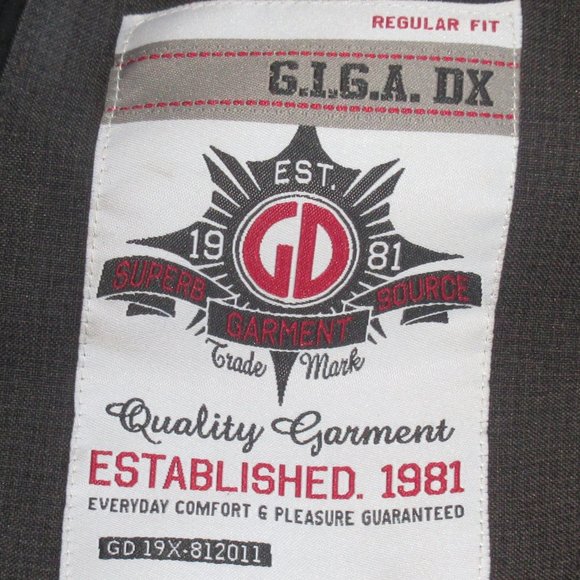 REGULAR FIT
G.I.G.A. DX
EST.
19 GD 81
SUPERB GARMENT SOURCE
Trade Mark
Quality Garment
ESTABLISHED. 1981
EVERYDAY COMFORT & PLEASURE GUARANTEED
GD 19X-812011